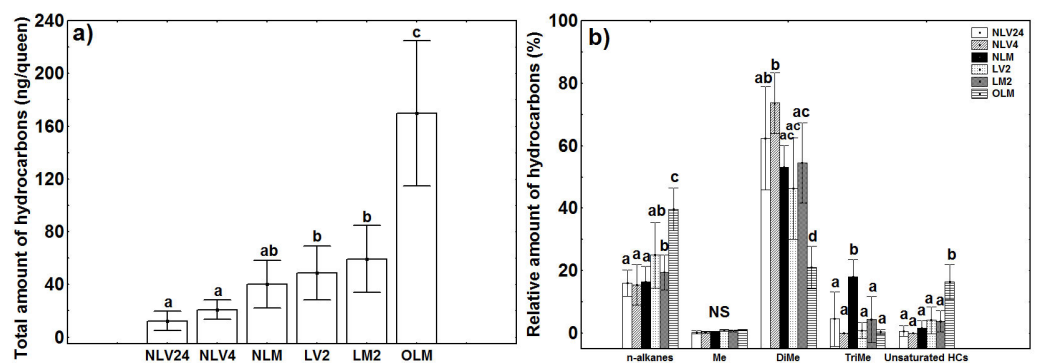 a)
Total amount of hydrocarbons (ng/queen)
240
200
160
120
80
40
0
a
a
ab
b
b
c
NLV24 NLV4 NLM LV2 LM2 OLM
b)
Relative amount of hydrocarbons (%)
100
80
60
40
20
0
NLV24
NLV4
NLM
LV2
LM2
OLM
a a a ab b c
NS
ab b ac ac ac d
a a b a a a
a a a a a b
n-alkanes Me DiMe TriMe Unsaturated HCs